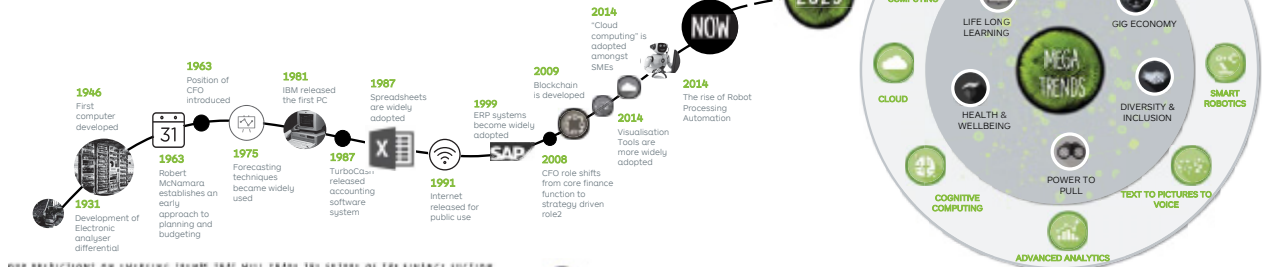 1931
Development of
Electronic
analyser
differential
1946
First
computer
developed
31
1963
Robert
McNamara
establishes an
early
approach to
planning and
budgeting
1963
Position of
CFO
introduced
1975
Forecasting
techniques
became widely
used
1981
IBM released
the first PC
1987
TurboCash
released
accounting
software
system
1987
Spreadsheets
are widely
adopted
X
1991
Internet
released for
public use
1999
ERP systems
become widely
adopted
SAP
2008
CFO role shifts
from core finance
function to
strategy driven
role2
2009
Blockchain
is developed
2014
"Cloud
computing" is
adopted
amongst
SMEs
2014
Visualisation
Tools are
more widely
adopted
2014
The rise of Robot
Processing
Automation
NOW
LIFE LONG
LEARNING
GIG ECONOMY
MEGA
TRENDS
HEALTH &
WELLBEING
DIVERSITY &
INCLUSION
POWER TO
PULL
CLOUD
SMART
ROBOTICS
COGNITIVE
COMPUTING
TEXT TO PICTURES TO
VOICE
ADVANCED ANALYTICS